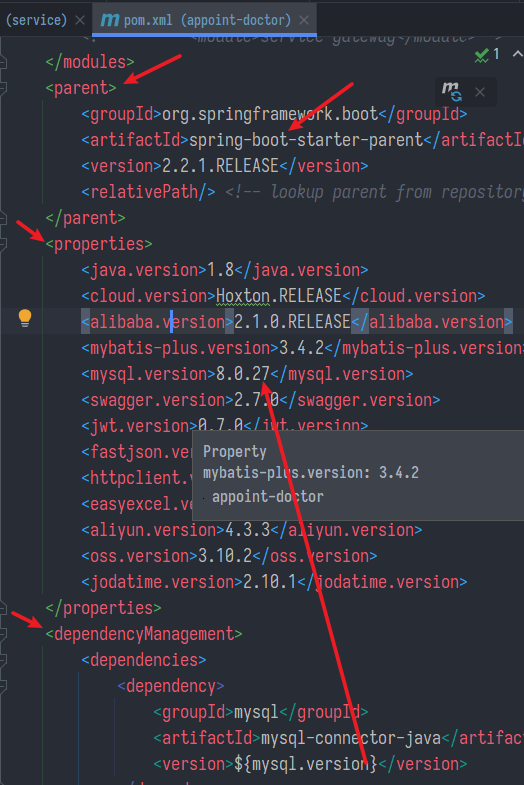 (service)
pom.xml (appoint-doctor)
<module>service
</modules>
1
<parent>
<groupId>org.springframework.boot</groupId>
<artifactId>spring-boot-starter-parent</artifactId
<version>2.2.1.RELEASE</version>
<relativePath/> <!-- lookup parent from repository
</parent>
<properties>
<java.version>1.8</java.version>
<cloud.version>Hoxton.RELEASE</cloud.version>
<alibaba.version>2.1.0.RELEASE</alibaba.version>
<mybatis-plus.version>3.4.2</mybatis-plus.version>
<mysql.version>8.0.27</mysql.version>
<swagger.version>2.7.0</swagger.version>
<jwt.version>0.7.0</jwt.version>
<fastjson.ve
Property
<httpclient.
mybatis-plus.version: 3.4.2
<easyexcel.ve
appoint-doctor
<aliyun.version>4.3.3</aliyun.version>
<oss.version>3.10.2</oss.version>
<jodatime.version>2.10.1</jodatime.version>
</properties>
<dependencyManagement>
<dependencies>
<dependency>
<groupId>mysql</groupId>
<artifactId>mysql-connector-java</artifac
<version>${mysql.version}</version>